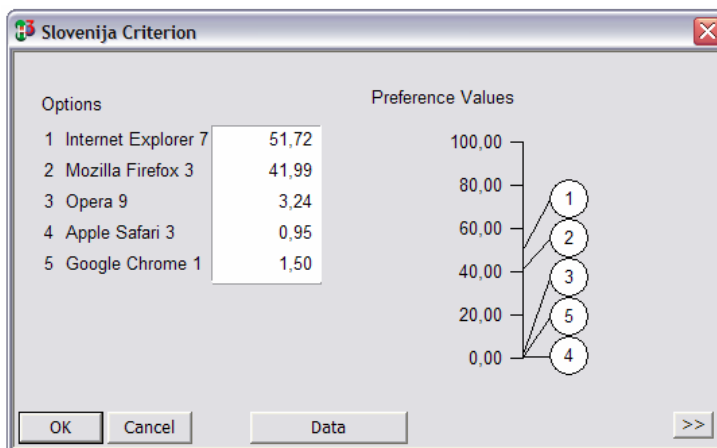 Slovenija Criterion
Options
Preference Values
1 Internet Explorer 7 51,72
2 Mozilla Firefox 3 41,99
3 Opera 9 3,24
4 Apple Safari 3 0,95
5 Google Chrome 1 1,50
100,00
80,00
60,00
40,00
20,00
0,00
1
2
3
5
4
OK Cancel Data >>